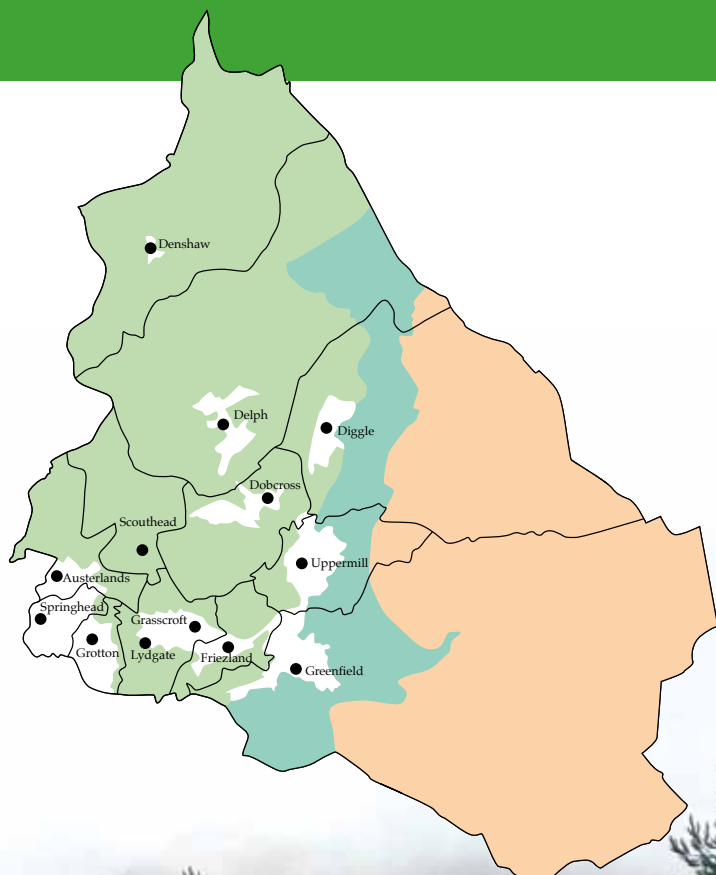 Denshaw
Delph
Diggle
Dobcross
Scouthead
Uppermill
Austerlands
Springhead
Grasscroft
Grotton
Lydgate
Friezland
Greenfield